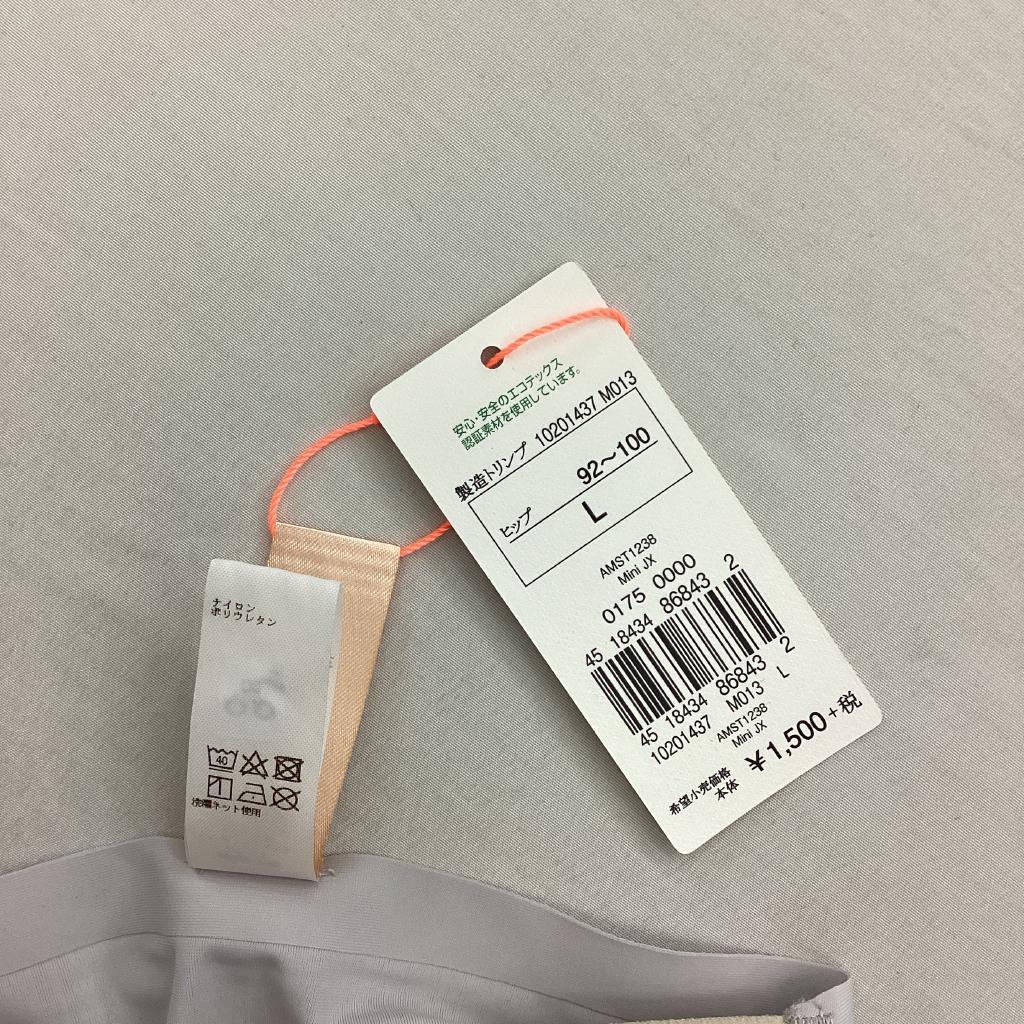 安心・安全のエコテックス
認証素材を使用しています。
製造トリンプ 10201437 M013
ヒップ 92〜100
L
AMST1238
Mini JX
0175 0000
45 18434 86843 2
45 18434 86843 2
10201437 M013 L
AMST1238
Mini JX
希望小売価格
本体 ¥1,500+税
ナイロン
ポリウレタン
40
洗濯ネット使用